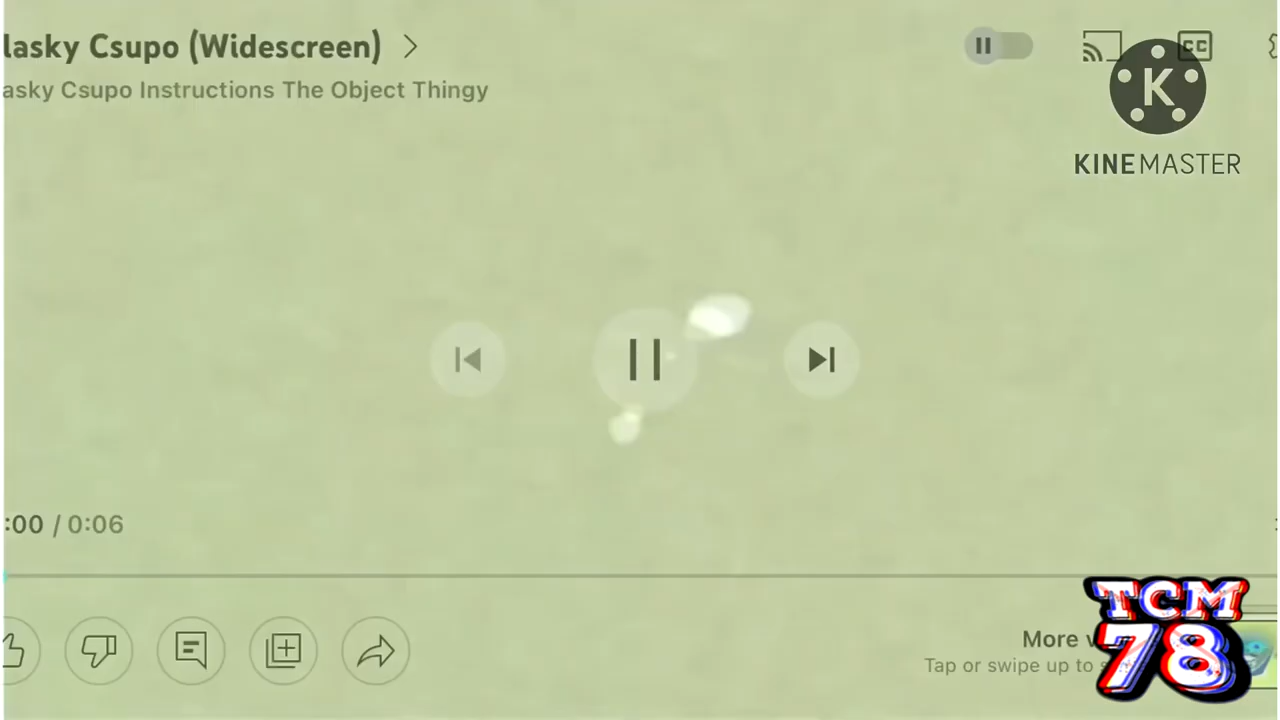 lasky Csupo (Widescreen)
asky Csupo Instructions The Object Thingy
CC
K
KINEMASTER
:00 / 0:06
More
Tap or swipe up to
TCM
78